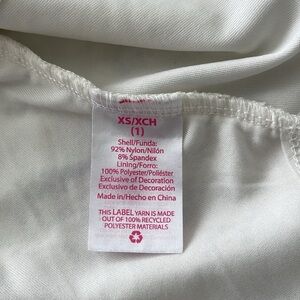 XS/XCH
(1)
Shell/Funda:
92% Nylon/Nilón
8% Spandex
Lining/Forro:
100% Polyester/Poliéster
Exclusive of Decoration
Exclusivo de Decoración
Made in/Hecho en China
THIS LABEL YARN IS MADE
OUT OF 100% RECYCLED
POLYESTER MATERIALS